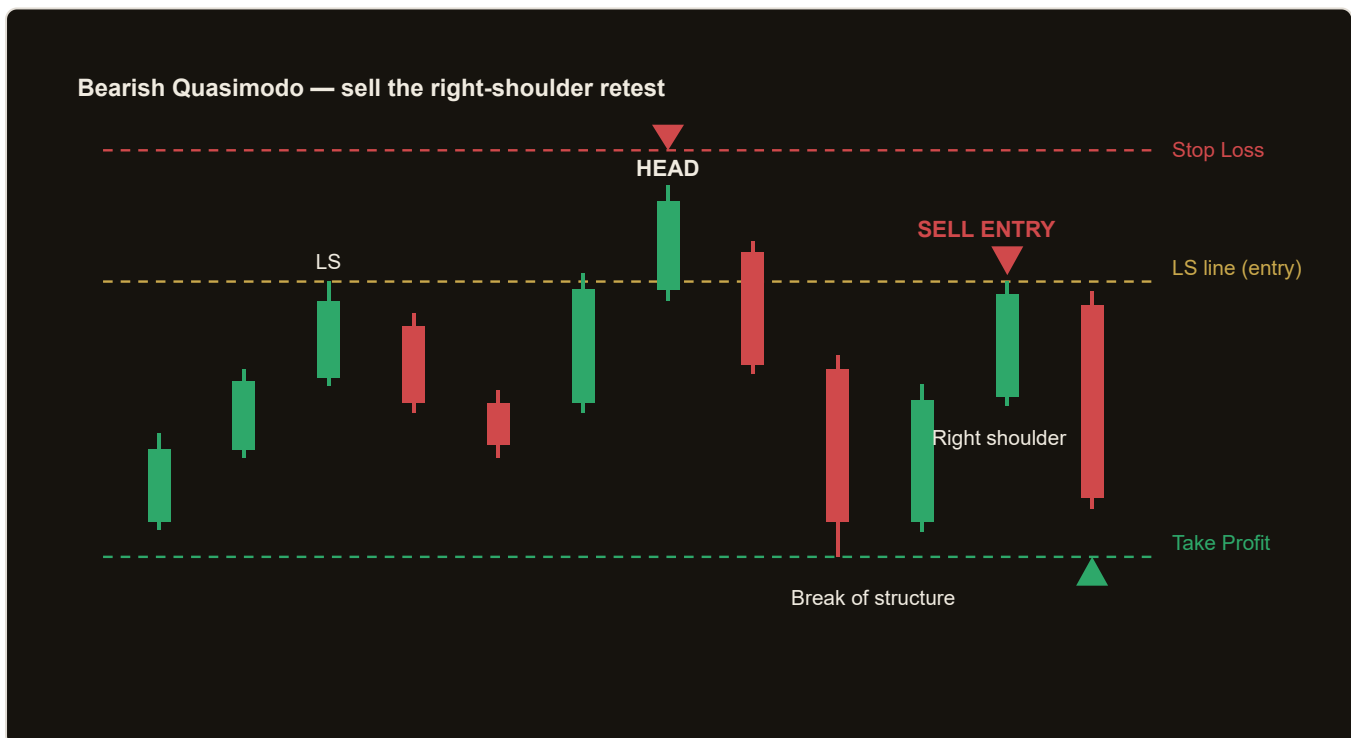 Bearish Quasimodo — sell the right-shoulder retest
Stop Loss
HEAD
SELL ENTRY
LS
LS line (entry)
Right shoulder
Take Profit
Break of structure